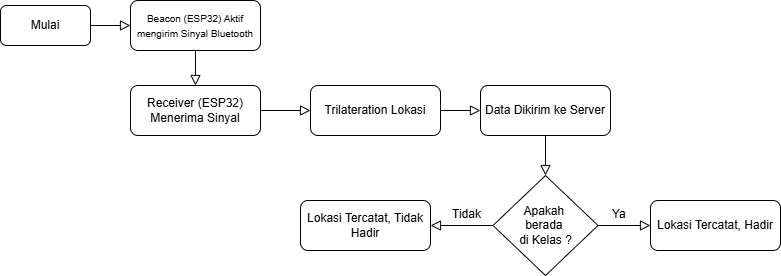 Mulai
Beacon (ESP32) Aktif
mengirim Sinyal Bluetooth
Receiver (ESP32)
Menerima Sinyal
Trilateration Lokasi
Data Dikirim ke Server
Apakah
berada
di Kelas ?
Tidak
Lokasi Tercatat, Tidak
Hadir
Ya
Lokasi Tercatat, Hadir